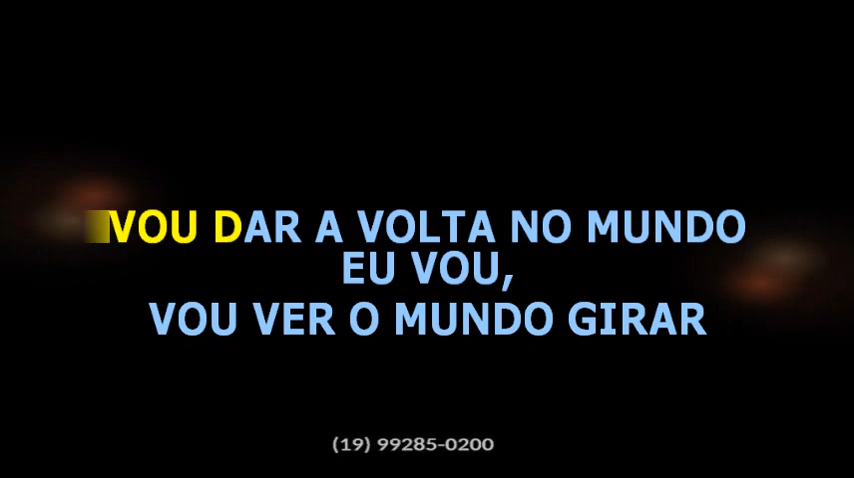 VOU DAR A VOLTA NO MUNDO
EU VOU,
VOU VER O MUNDO GIRAR
(19) 99285-0200